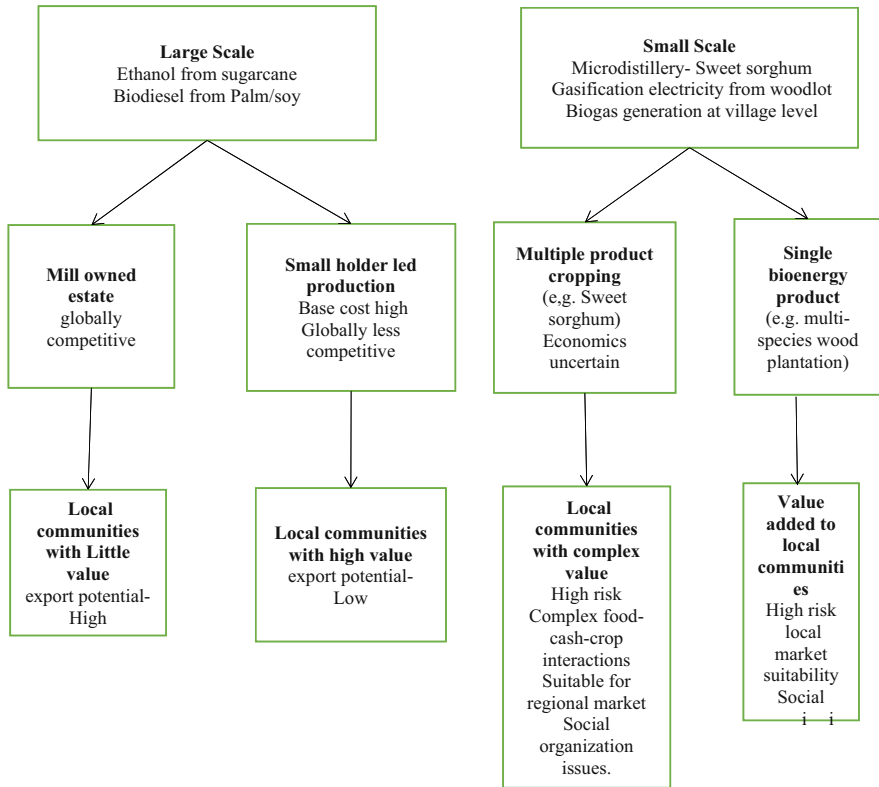 Large Scale
Ethanol from sugarcane
Biodiesel from Palm/soy
Small Scale
Microdistillery- Sweet sorghum
Gasification electricity from woodlot
Biogas generation at village level
Mill owned
estate
globally
competitive
Small holder led
production
Base cost high
Globally less
competitive
Multiple product
cropping
(e,g. Sweet
sorghum)
Economics
uncertain
Single
bioenergy
product
(e.g. multi-
species wood
plantation)
Local
communities
with Little
value
export potential-
High
Local communities
with high value
export potential-
Low
Local
communities
with complex
value
High risk
Complex food-
cash-crop
interactions
Suitable for
regional market
Social
organization
issues.
Value
added to
local
communiti
es
High risk
local
market
suitability
Social